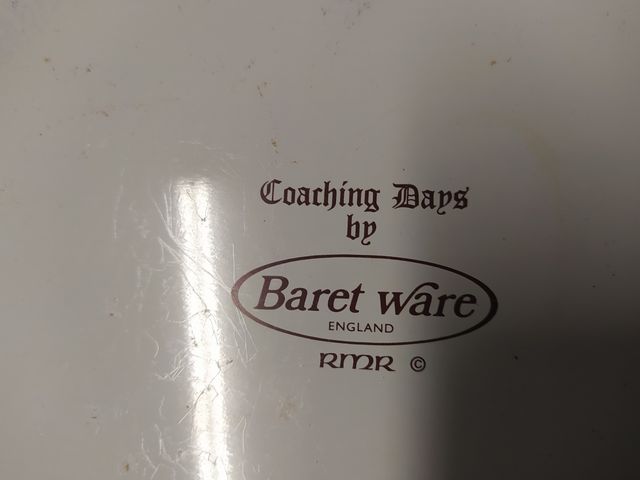 Coaching Days
by
Baret ware
ENGLAND
RMR ©